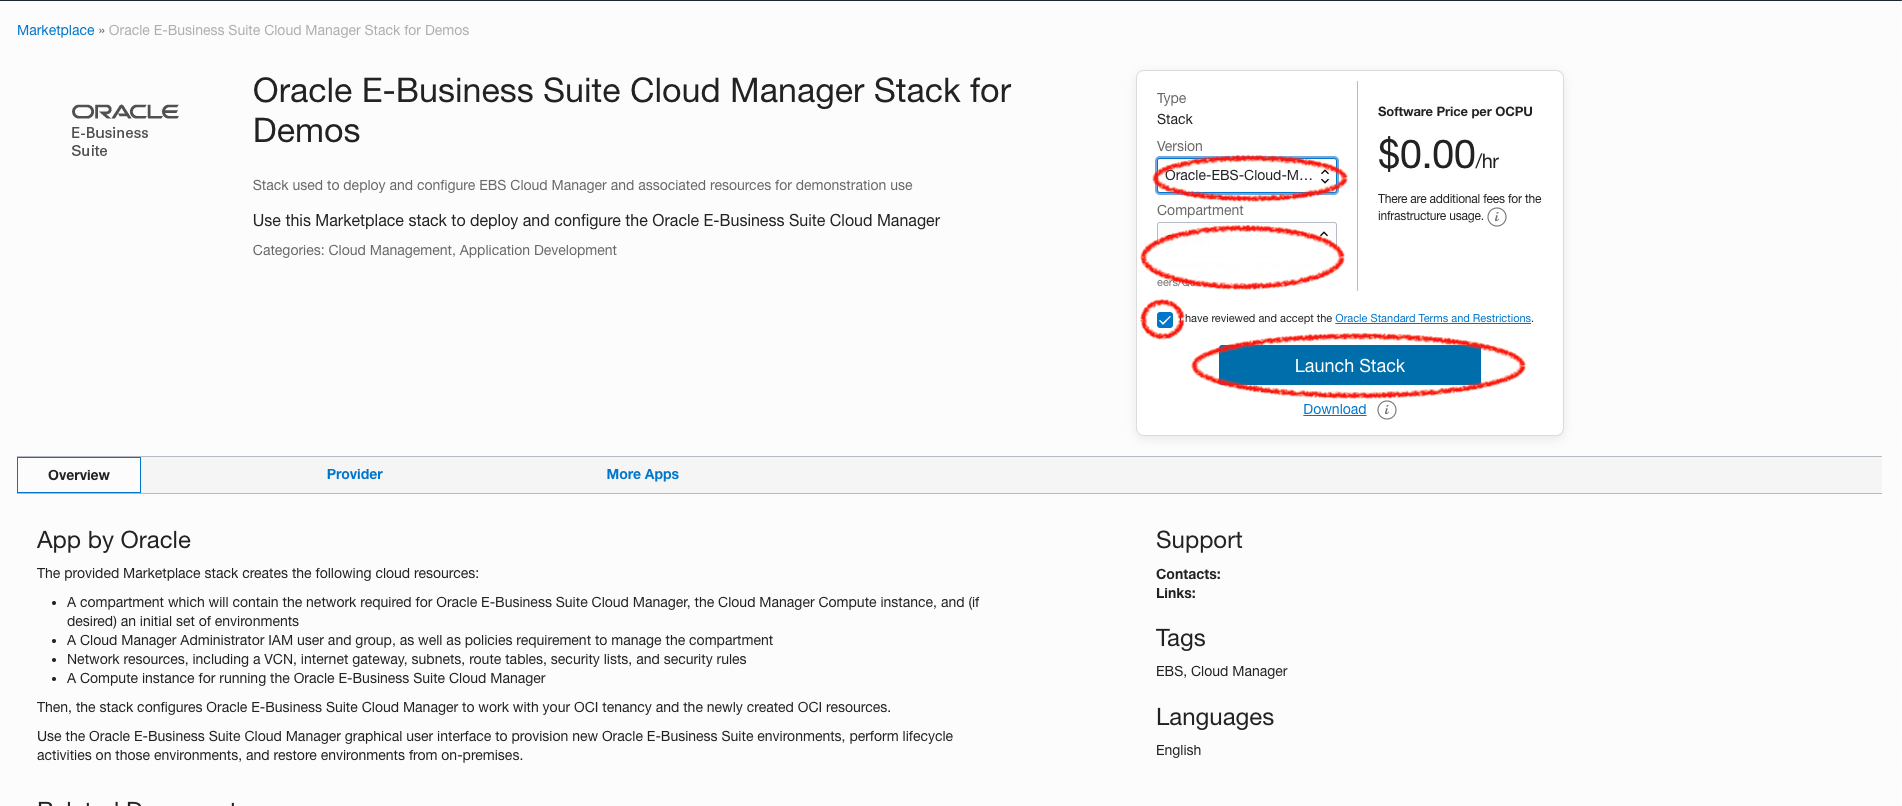 Marketplace » Oracle E-Business Suite Cloud Manager Stack for Demos
ORACLE
E-Business
Suite
Oracle E-Business Suite Cloud Manager Stack for
Demos
Stack used to deploy and configure EBS Cloud Manager and associated resources for demonstration use
Use this Marketplace stack to deploy and configure the Oracle E-Business Suite Cloud Manager
Categories: Cloud Management, Application Development
Type
Stack
Version
Oracle-EBS-Cloud-M...
Compartment
Software Price per OCPU
$0.00/hr
There are additional fees for the
infrastructure usage.
have reviewed and accept the Oracle Standard Terms and Restrictions.
Launch Stack
Download
Overview
Provider
More Apps
App by Oracle
The provided Marketplace stack creates the following cloud resources:
• A compartment which will contain the network required for Oracle E-Business Suite Cloud Manager, the Cloud Manager Compute instance, and (if
desired) an initial set of environments
• A Cloud Manager Administrator IAM user and group, as well as policies requirement to manage the compartment
• Network resources, including a VCN, internet gateway, subnets, route tables, security lists, and security rules
• A Compute instance for running the Oracle E-Business Suite Cloud Manager
Then, the stack configures Oracle E-Business Suite Cloud Manager to work with your OCI tenancy and the newly created OCI resources.
Use the Oracle E-Business Suite Cloud Manager graphical user interface to provision new Oracle E-Business Suite environments, perform lifecycle
activities on those environments, and restore environments from on-premises.
Support
Contacts:
Links:
Tags
EBS, Cloud Manager
Languages
English